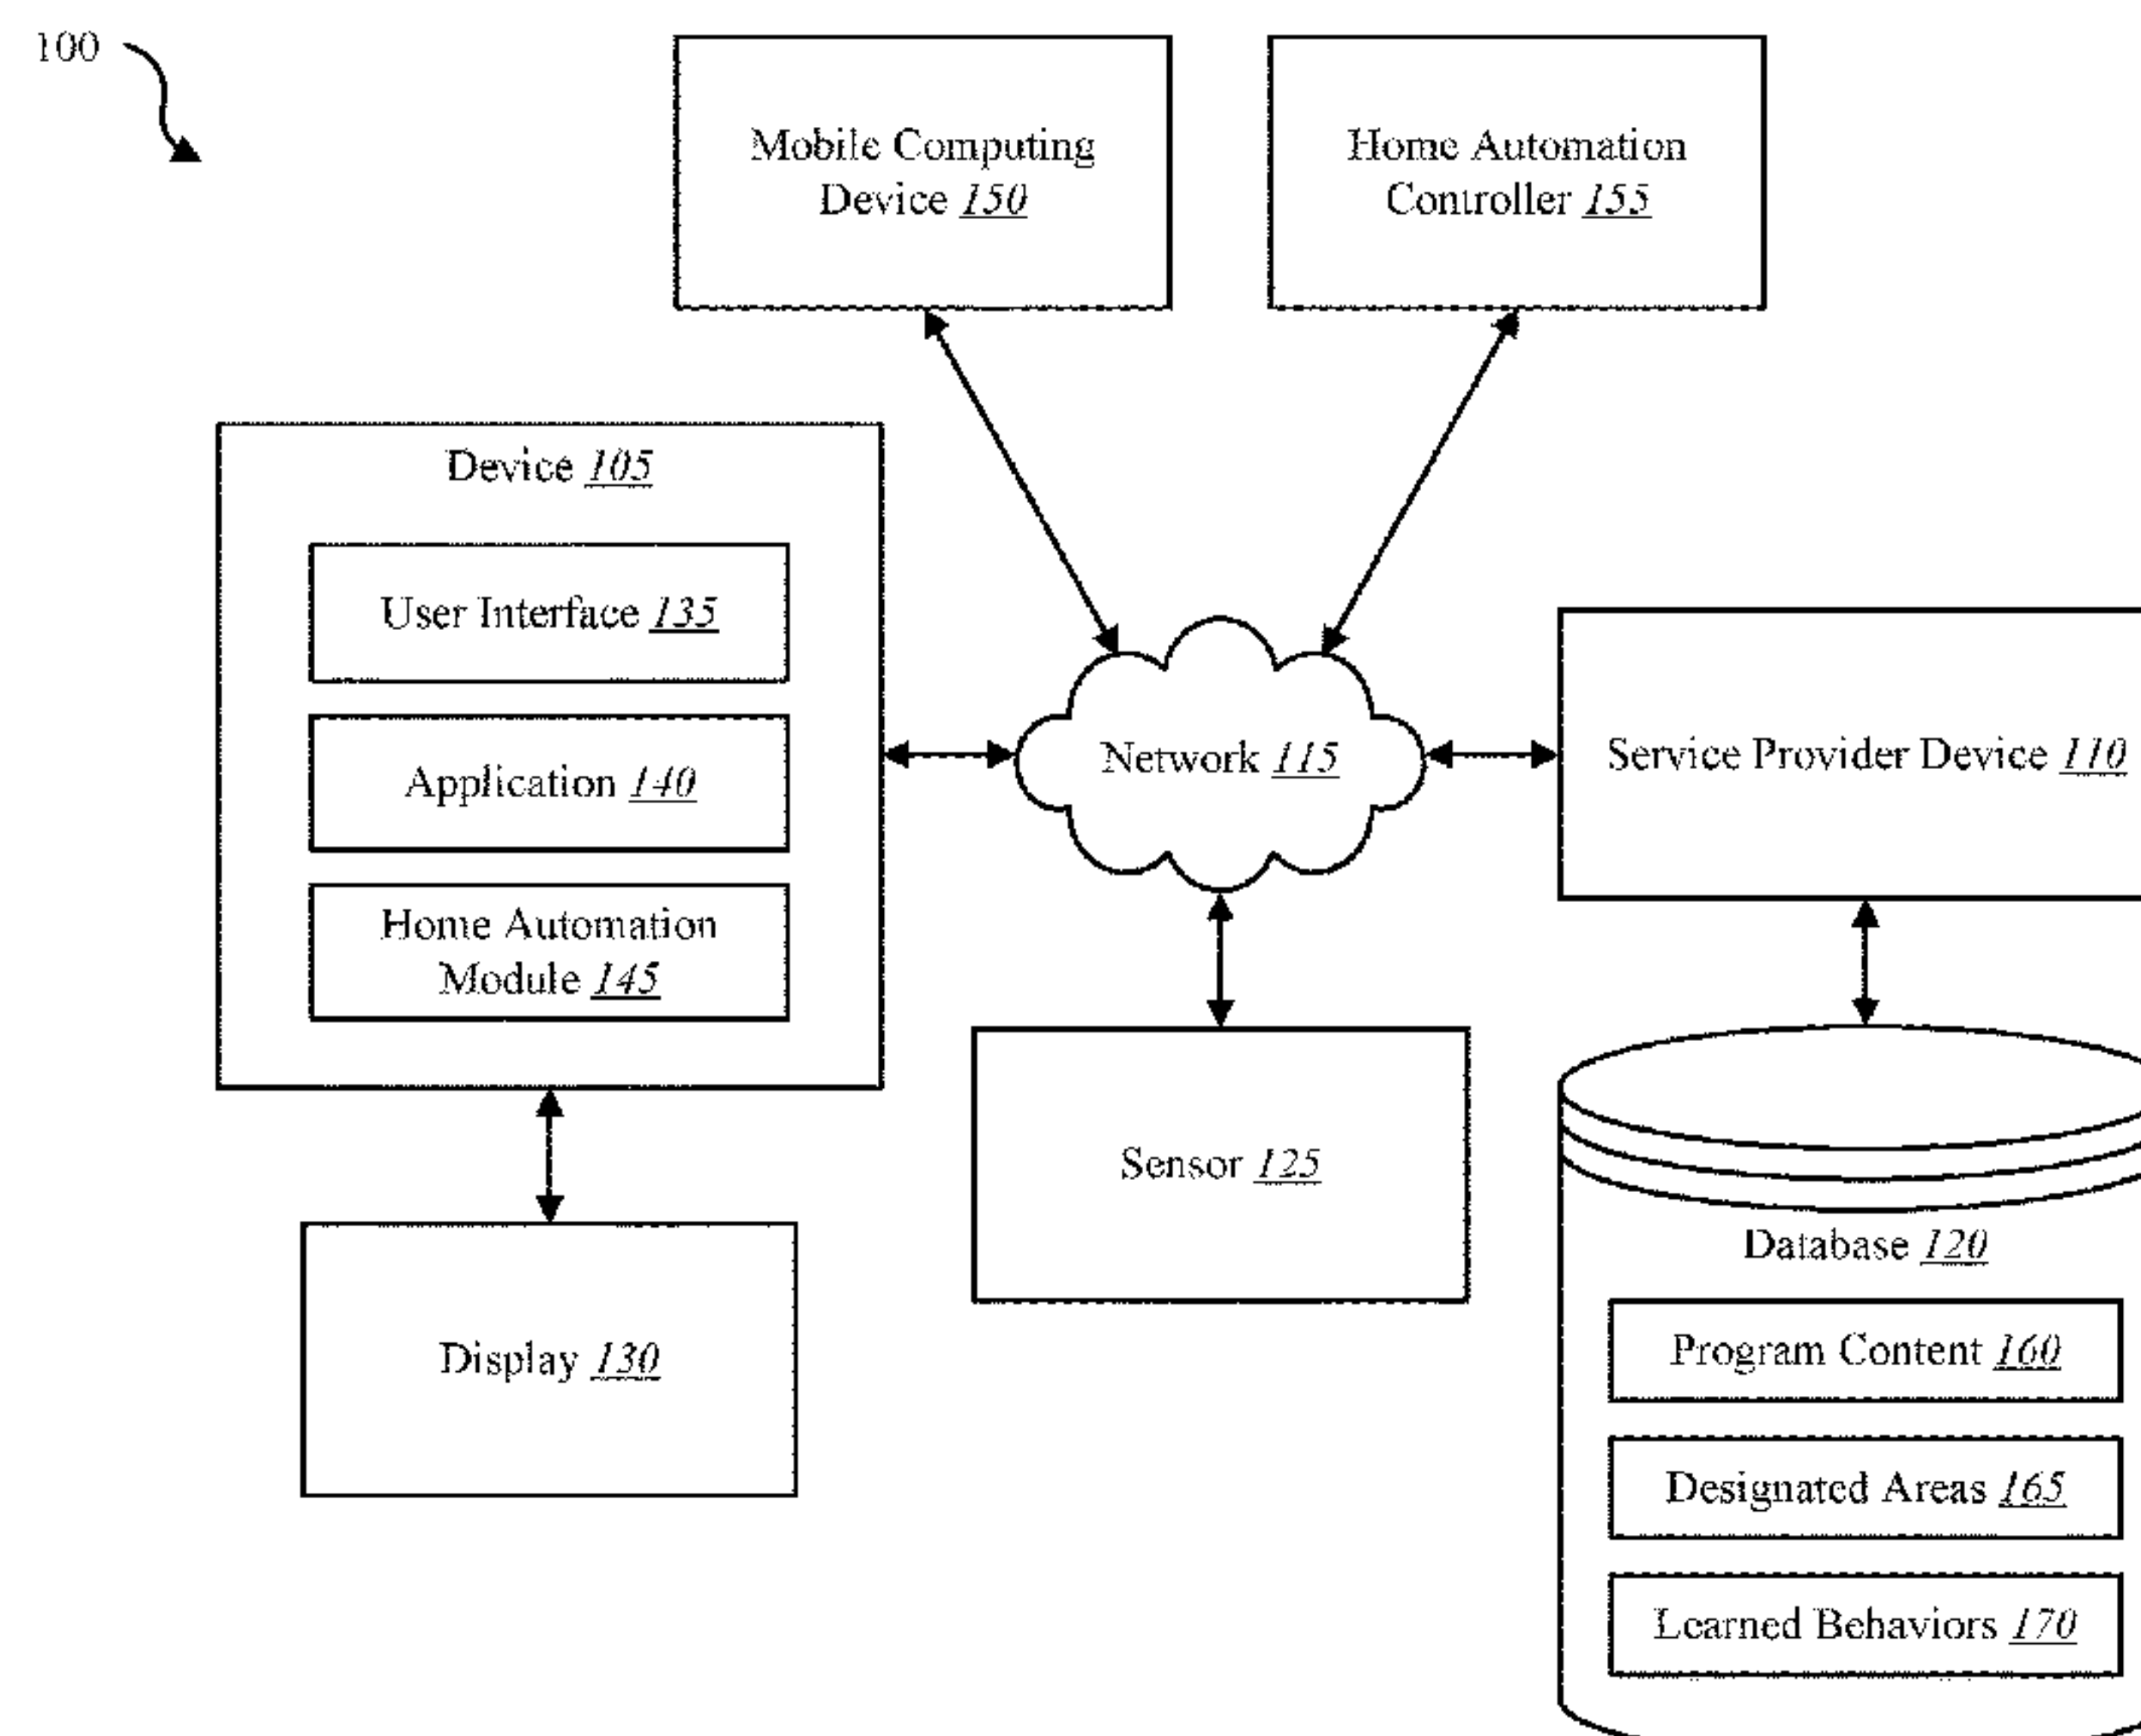 100
Mobile Computing
Device 150
Home Automation
Controller 155
Device 105
User Interface 135
Application 140
Home Automation
Module 145
Network 115
Service Provider Device 110
Sensor 125
Display 130
Database 120
Program Content 160
Designated Areas 165
Learned Behaviors 170